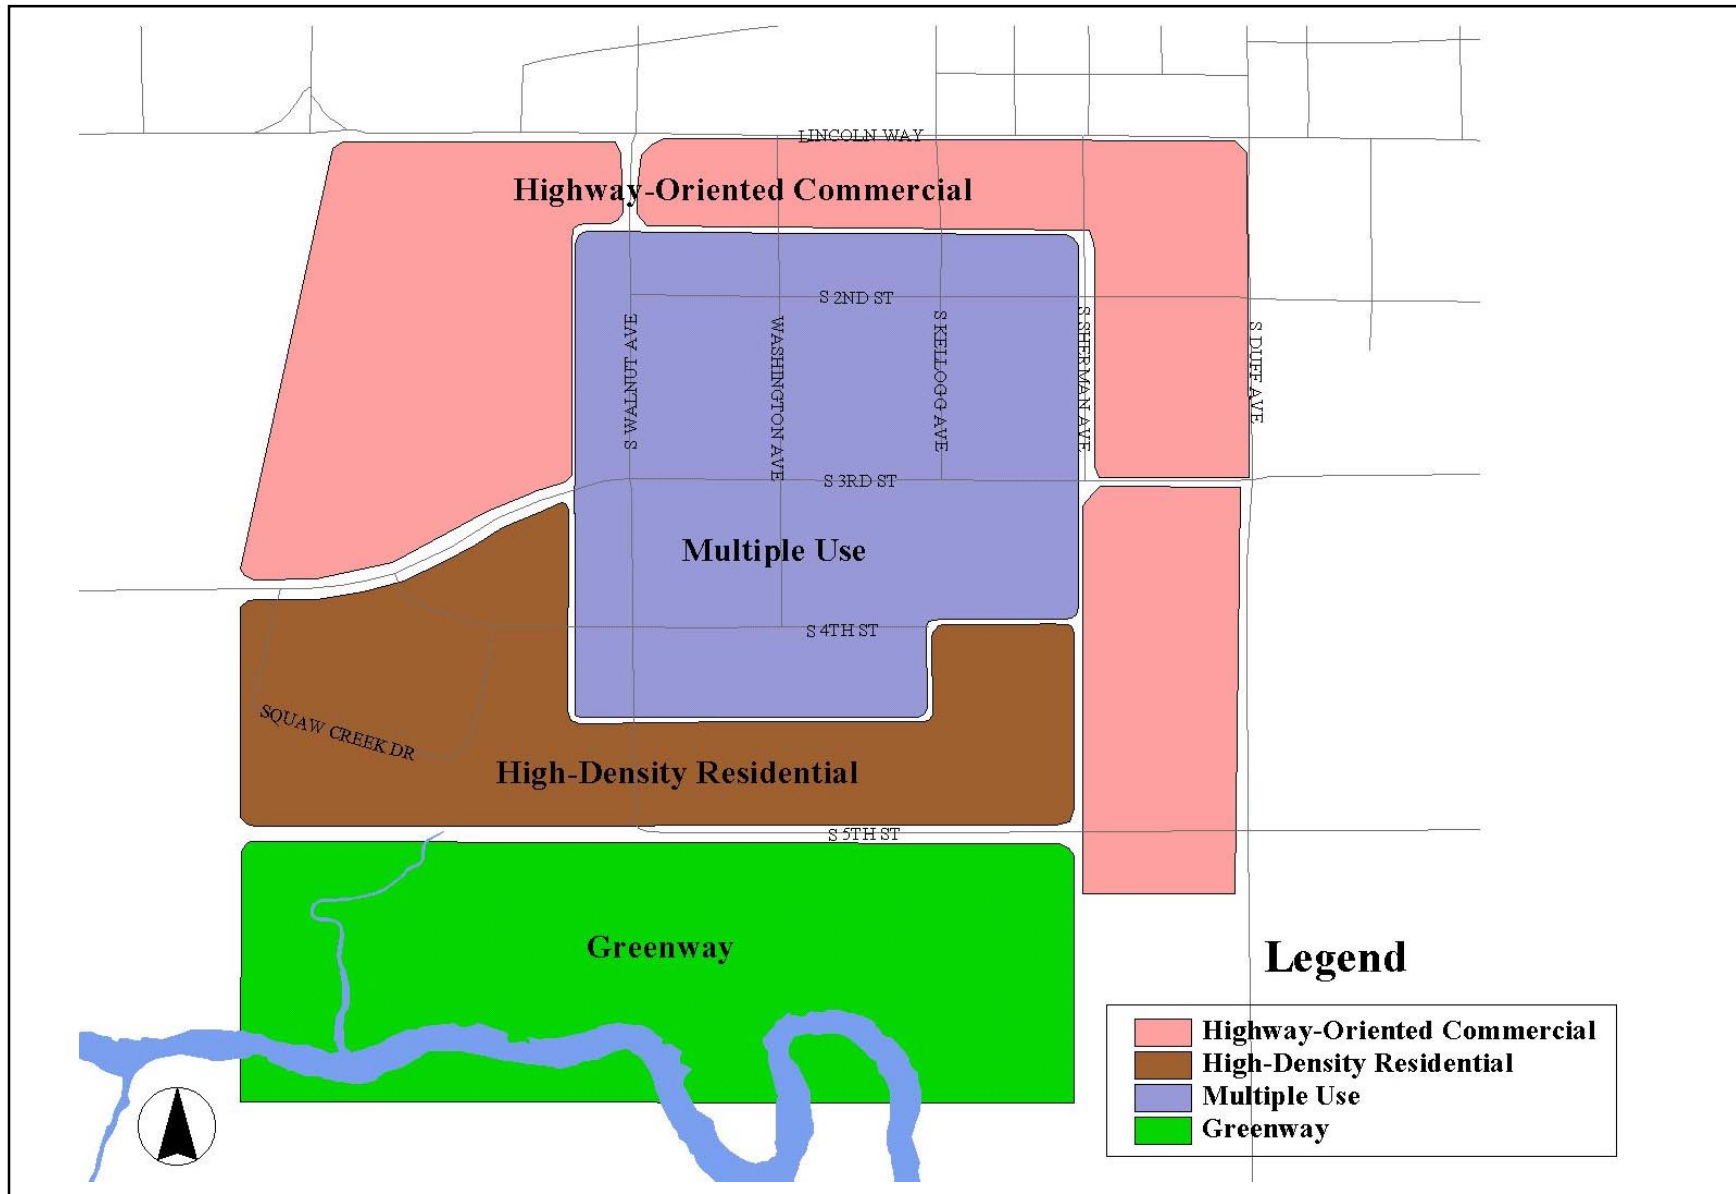 LINCOLN WAY
Highway-Oriented Commercial
S 2ND ST
S WALNUT AVE
WASHINGTON AVE
S KELLOGG AVE
S SHERMAN AVE
S DUFF AVE
S 3RD ST
Multiple Use
S 4TH ST
SQUAW CREEK DR
High-Density Residential
S 5TH ST
Greenway
Legend
Highway-Oriented Commercial
High-Density Residential
Multiple Use
Greenway